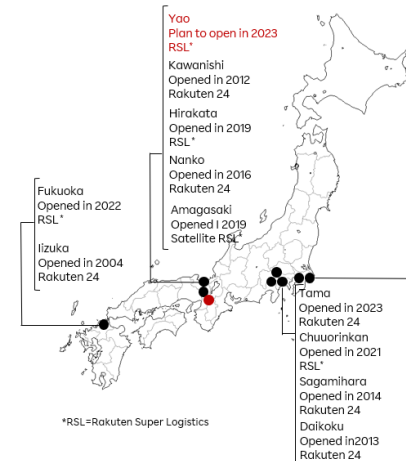 Yao
Plan to open in 2023
RSL*
Kawanishi
Opened in 2012
Rakuten 24
Hirakata
Opened in 2019
RSL*
Nanko
Opened in 2016
Rakuten 24
Amagasaki
Opened I 2019
Satellite RSL
Fukuoka
Opened in 2022
RSL*
Iizuka
Opened in 2004
Rakuten 24
Tama
Opened in 2023
Rakuten 24
Chuuorinkan
Opened in 2021
RSL*
Sagamihara
Opened in 2014
Rakuten 24
Daikoku
Opened in2013
Rakuten 24
*RSL=Rakuten Super Logistics